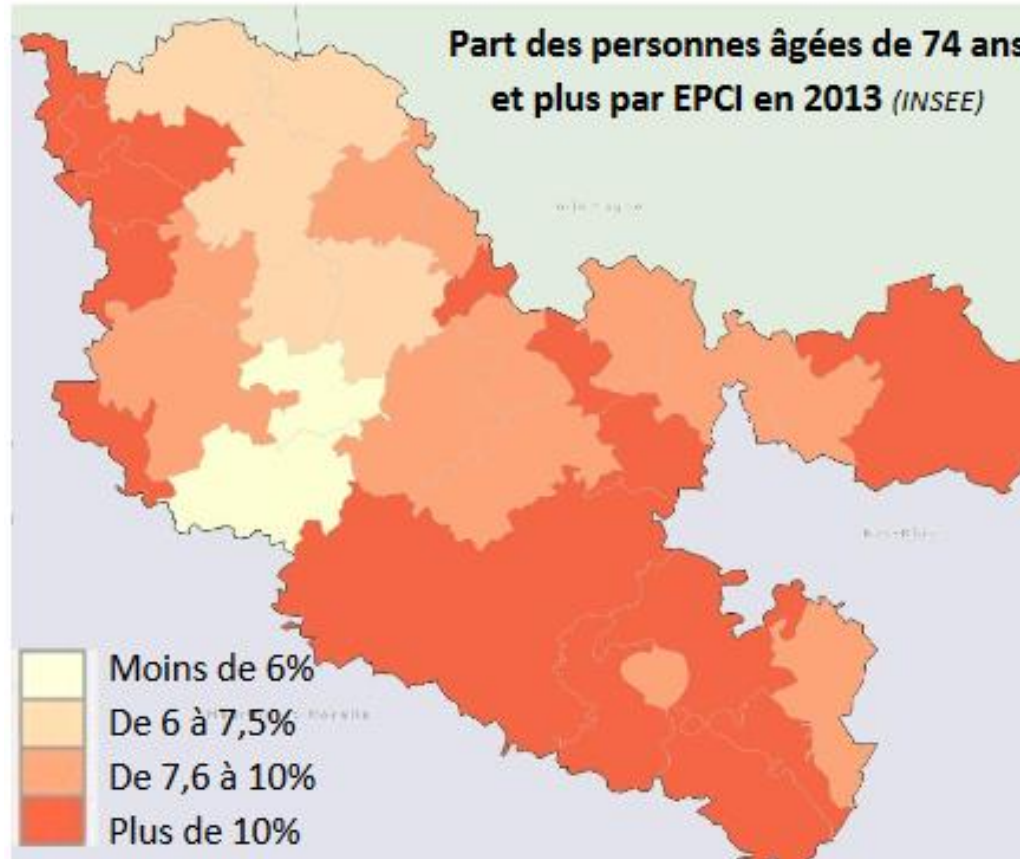 Part des personnes âgées de 74 ans
et plus par EPCI en 2013 (INSEE)
Moins de 6%
De 6 à 7,5%
De 7,6 à 10%
Plus de 10%